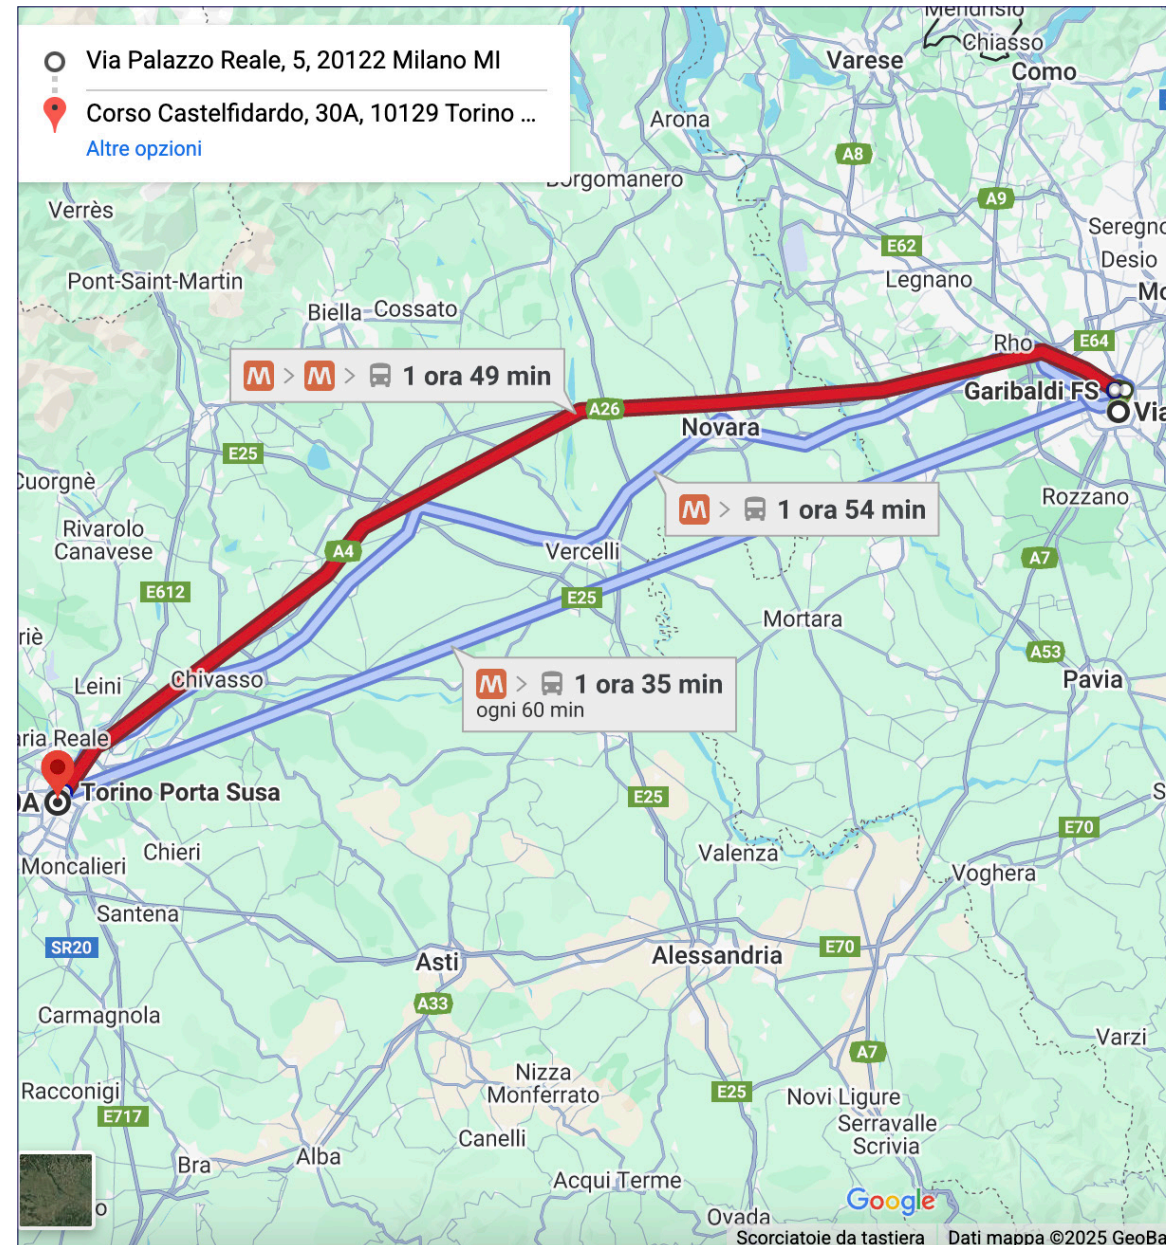 Via Palazzo Reale, 5, 20122 Milano MI
Corso Castelfidardo, 30A, 10129 Torino ...
Altre opzioni
Mendrisio
Chiasso
Varese
Como
Arona
A8
Borgomanero
A9
Verrès
Seregno
E62
Desio
Pont-Saint-Martin
Legnano
Biella
Cossato
Rho
E64
M > M > 1 ora 49 min
Garibaldi FS
A26
Via
Novara
E25
Cuorgnè
Rozzano
M > 1 ora 54 min
Rivarolo
Canavese
A4
Vercelli
A7
E612
E25
Mortara
A53
Chivasso
Leini
Pavia
M > 1 ora 35 min
ogni 60 min
aria Reale
Torino Porta Susa
E25
E70
Moncalieri
Chieri
Valenza
Voghera
Santena
SR20
E70
Asti
Alessandria
A33
Carmagnola
Varzi
A7
Nizza
Monferrato
Racconigi
E25
Novi Ligure
E717
Serravalle
Scrivia
Canelli
Alba
Bra
Acqui Terme
Google
Ovada
Scorciatoie da tastiera
Dati mappa ©2025 GeoBa